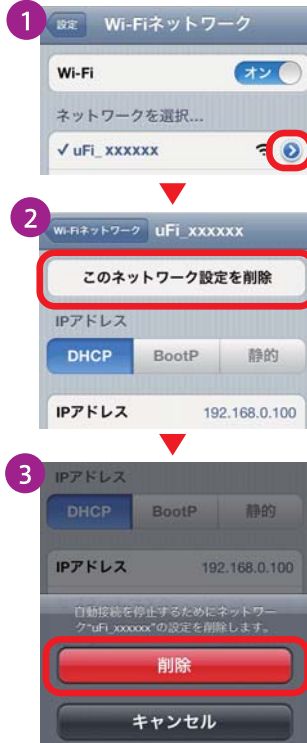 1
設定 Wi-Fiネットワーク
Wi-Fi オン
ネットワークを選択...
✓ uFi_xxxxxx
2
Wi-Fiネットワーク uFi_xxxxxx
このネットワーク設定を削除
IPアドレス
DHCP BootP 静的
IPアドレス 192.168.0.100
3
IPアドレス
DHCP BootP 静的
IPアドレス 192.168.0.100
自動接続を停止するためにネットワー
ク“uFi_xxxxxx”の設定を削除します。
削除
キャンセル